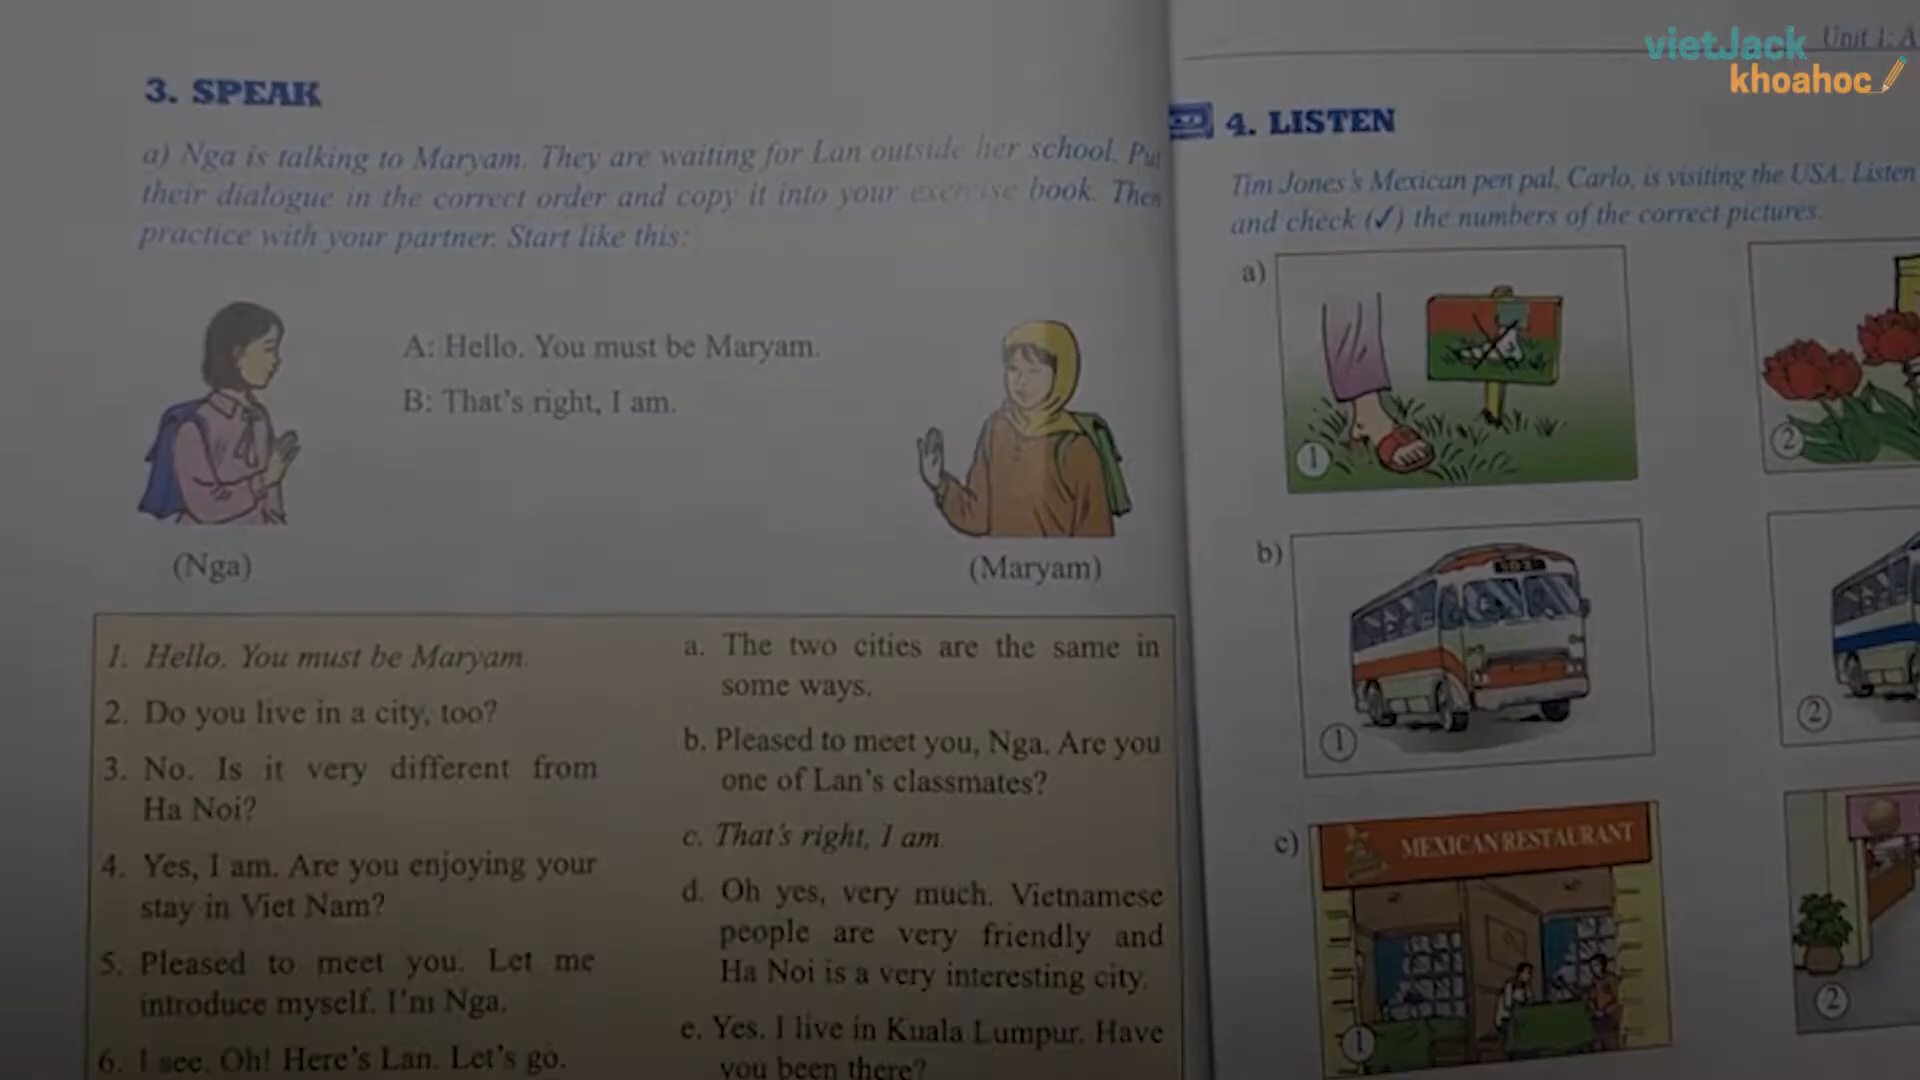 vietJack
khoahoc
3. SPEAK
a) Nga is talking to Maryam. They are waiting for Lan outside her school. Put
their dialogue in the correct order and copy it into your exercise book. Then
practice with your partner. Start like this:
A: Hello. You must be Maryam.
B: That's right, I am.
(Nga)
(Maryam)
1. Hello. You must be Maryam.
2. Do you live in a city, too?
3. No. Is it very different from
Ha Noi?
4. Yes, I am. Are you enjoying your
stay in Viet Nam?
5. Pleased to meet you. Let me
introduce myself. I'm Nga.
6. I see. Oh! Here's Lan. Let's go.
a. The two cities are the same in
some ways.
b. Pleased to meet you, Nga. Are you
one of Lan's classmates?
c. That's right, I am.
d. Oh yes, very much. Vietnamese
people are very friendly and
Ha Noi is a very interesting city.
e. Yes. I live in Kuala Lumpur. Have
you been there?
Unit 1: A
4. LISTEN
Tim Jones's Mexican pen pal, Carlo, is visiting the USA. Listen
and check (✓) the numbers of the correct pictures.
a)
1
2
b)
1
2
c)
MEXICAN RESTAURANT
1
2